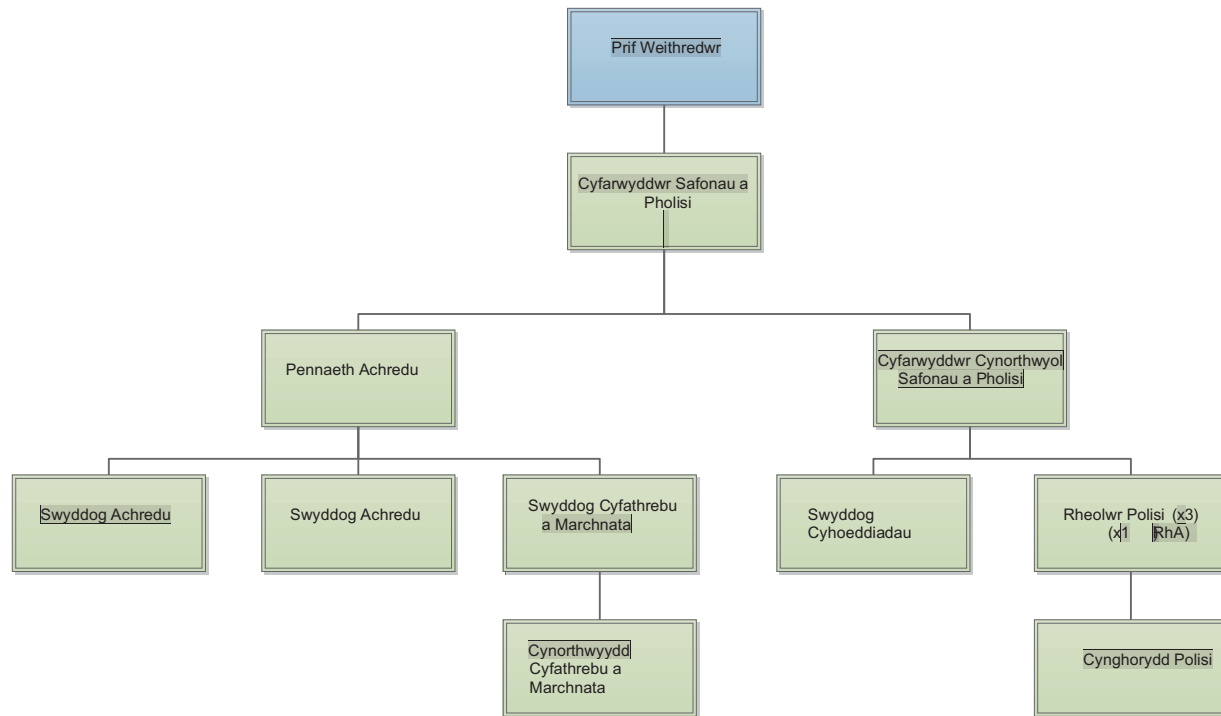 Prif Weithredwr
Cyfarwyddwr Safonau a
Pholisi
Pennaeth Achredu
Cyfarwyddwr Cynorthwyol
Safonau a Pholisi
Swyddog Achredu
Swyddog Achredu
Swyddog Cyfathrebu
a Marchnata
Swyddog
Cyhoeddiadau
Rheolwr Polisi (x3)
(x1 RhA)
Cynorthwyydd
Cyfathrebu a
Marchnata
Cynghorydd Polisi